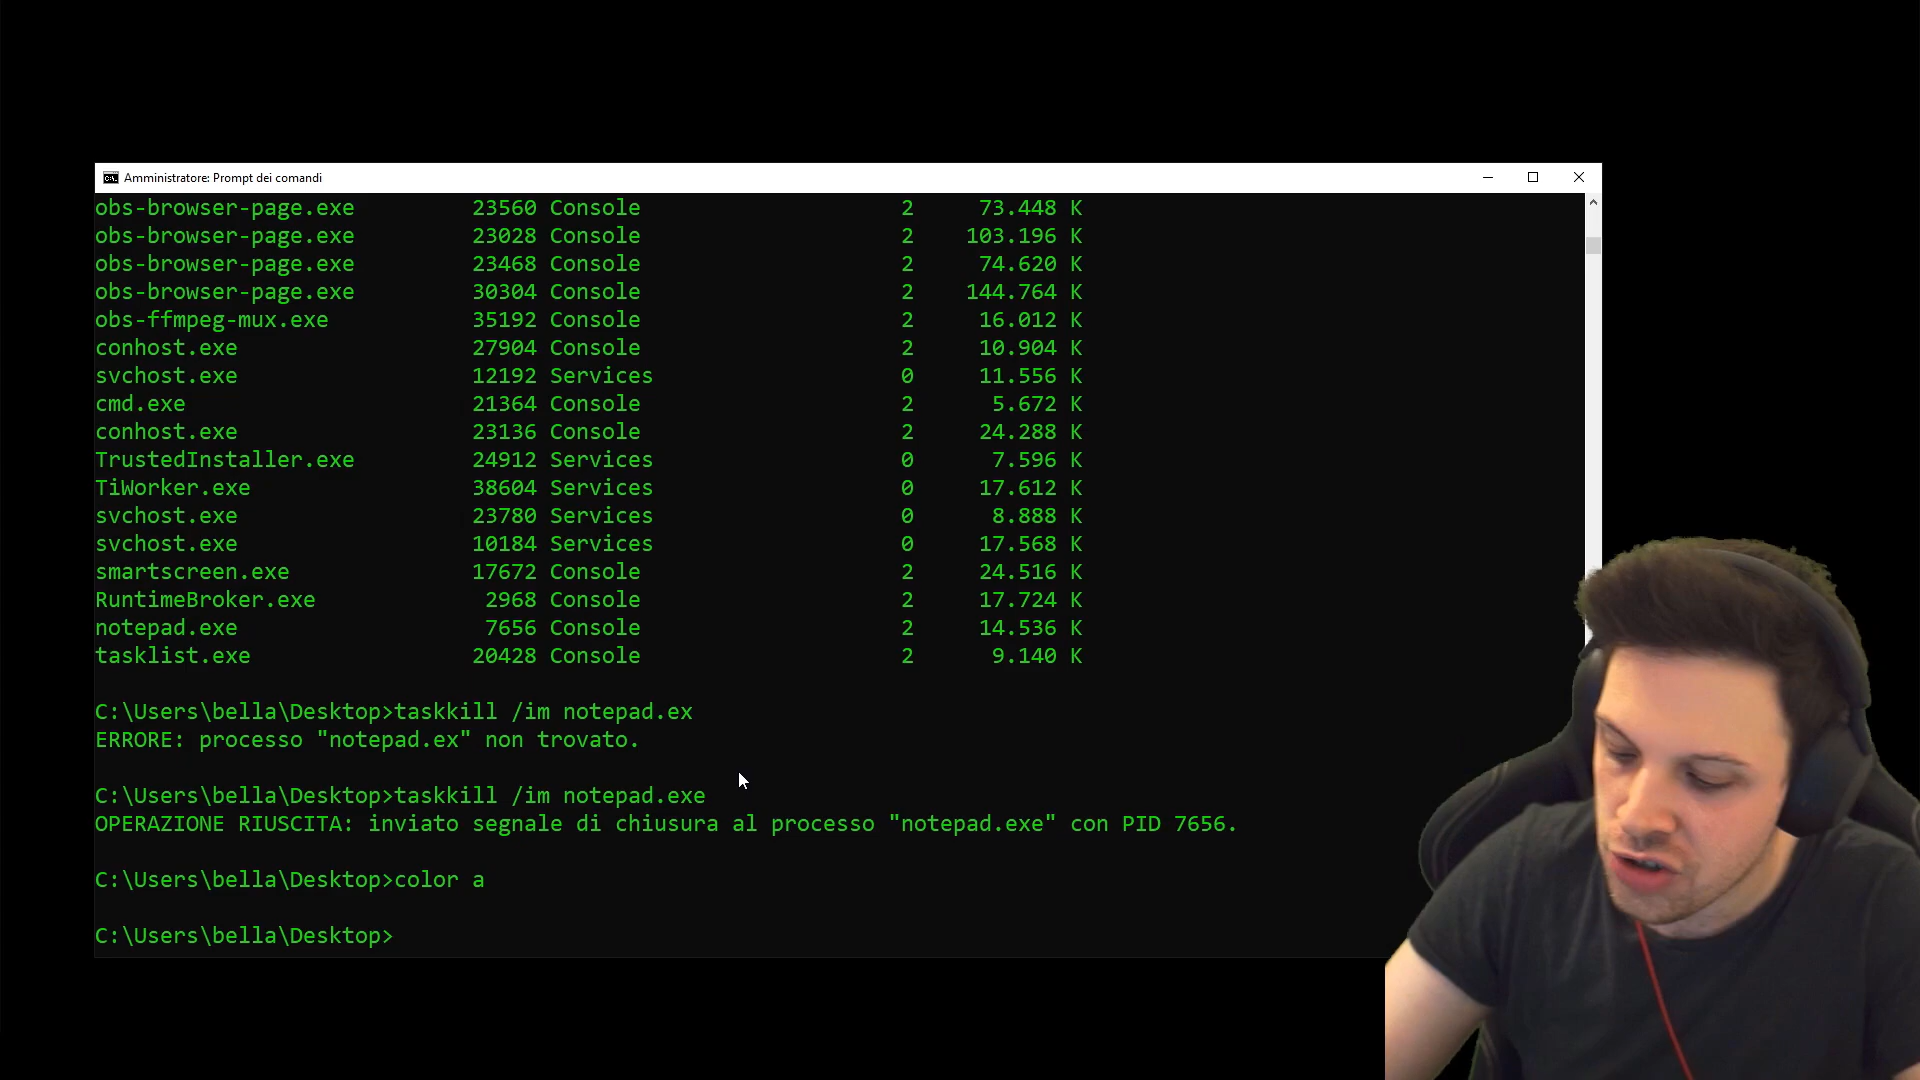 Amministratore: Prompt dei comandi
obs-browser-page.exe 23560 Console 2 73.448 K
obs-browser-page.exe 23028 Console 2 103.196 K
obs-browser-page.exe 23468 Console 2 74.620 K
obs-browser-page.exe 30304 Console 2 144.764 K
obs-ffmpeg-mux.exe 35192 Console 2 16.012 K
conhost.exe 27904 Console 2 10.904 K
svchost.exe 12192 Services 0 11.556 K
cmd.exe 21364 Console 2 5.672 K
conhost.exe 23136 Console 2 24.288 K
TrustedInstaller.exe 24912 Services 0 7.596 K
TiWorker.exe 38604 Services 0 17.612 K
svchost.exe 23780 Services 0 8.888 K
svchost.exe 10184 Services 0 17.568 K
smartscreen.exe 17672 Console 2 24.516 K
RuntimeBroker.exe 2968 Console 2 17.724 K
notepad.exe 7656 Console 2 14.536 K
tasklist.exe 20428 Console 2 9.140 K
C:\Users\bella\Desktop>taskkill /im notepad.ex
ERRORE: processo "notepad.ex" non trovato.
C:\Users\bella\Desktop>taskkill /im notepad.exe
OPERAZIONE RIUSCITA: inviato segnale di chiusura al processo "notepad.exe" con PID 7656.
C:\Users\bella\Desktop>color a
C:\Users\bella\Desktop>